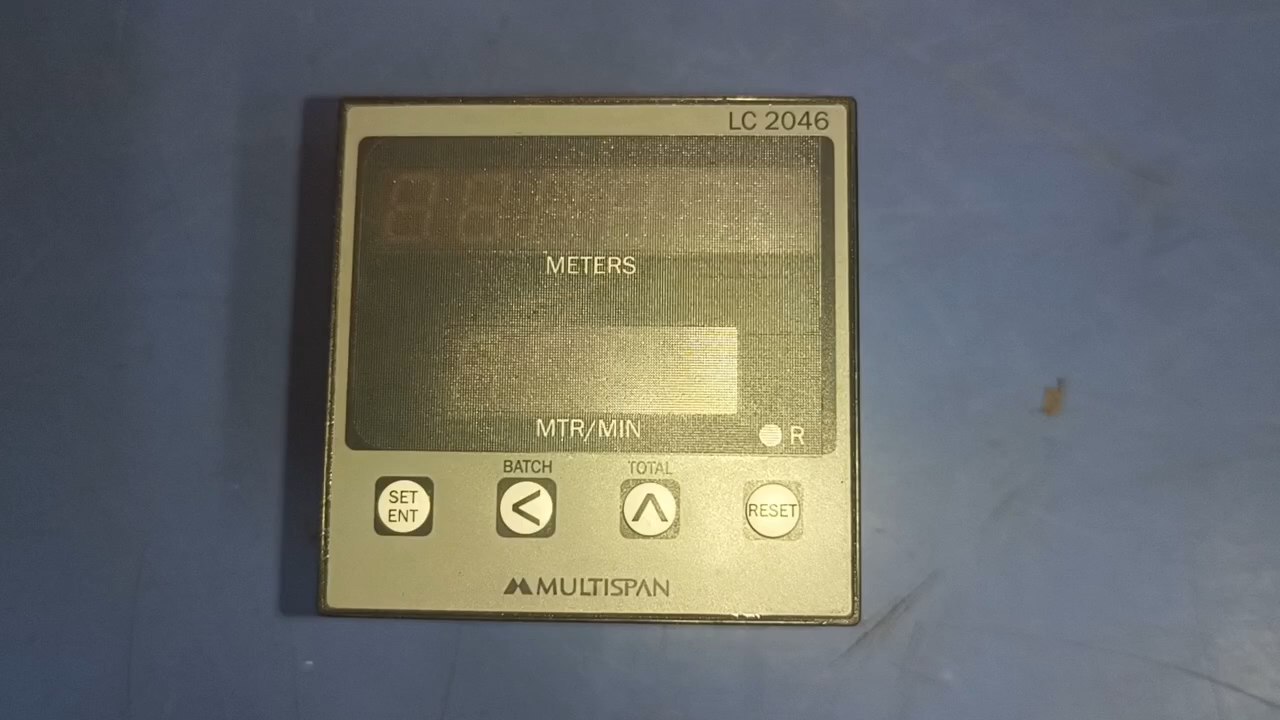 LC 2046
METERS
MTR/MIN
R
BATCH
TOTAL
SET
ENT
<
RESET
MULTISPAN